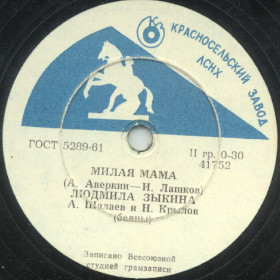 КЗ
КРАСНОСЕЛЬСКИЙ ЗАВОД
ЛСНХ
ГОСТ 5289-61
II гр. 0-30
41752
МИЛАЯ МАМА
(А. Аверкин—И. Лашков)
ЛЮДМИЛА ЗЫКИНА
А. Шалаев и Н. Крылов
(баяны)
Записано Всесоюзной
студией грамзаписи